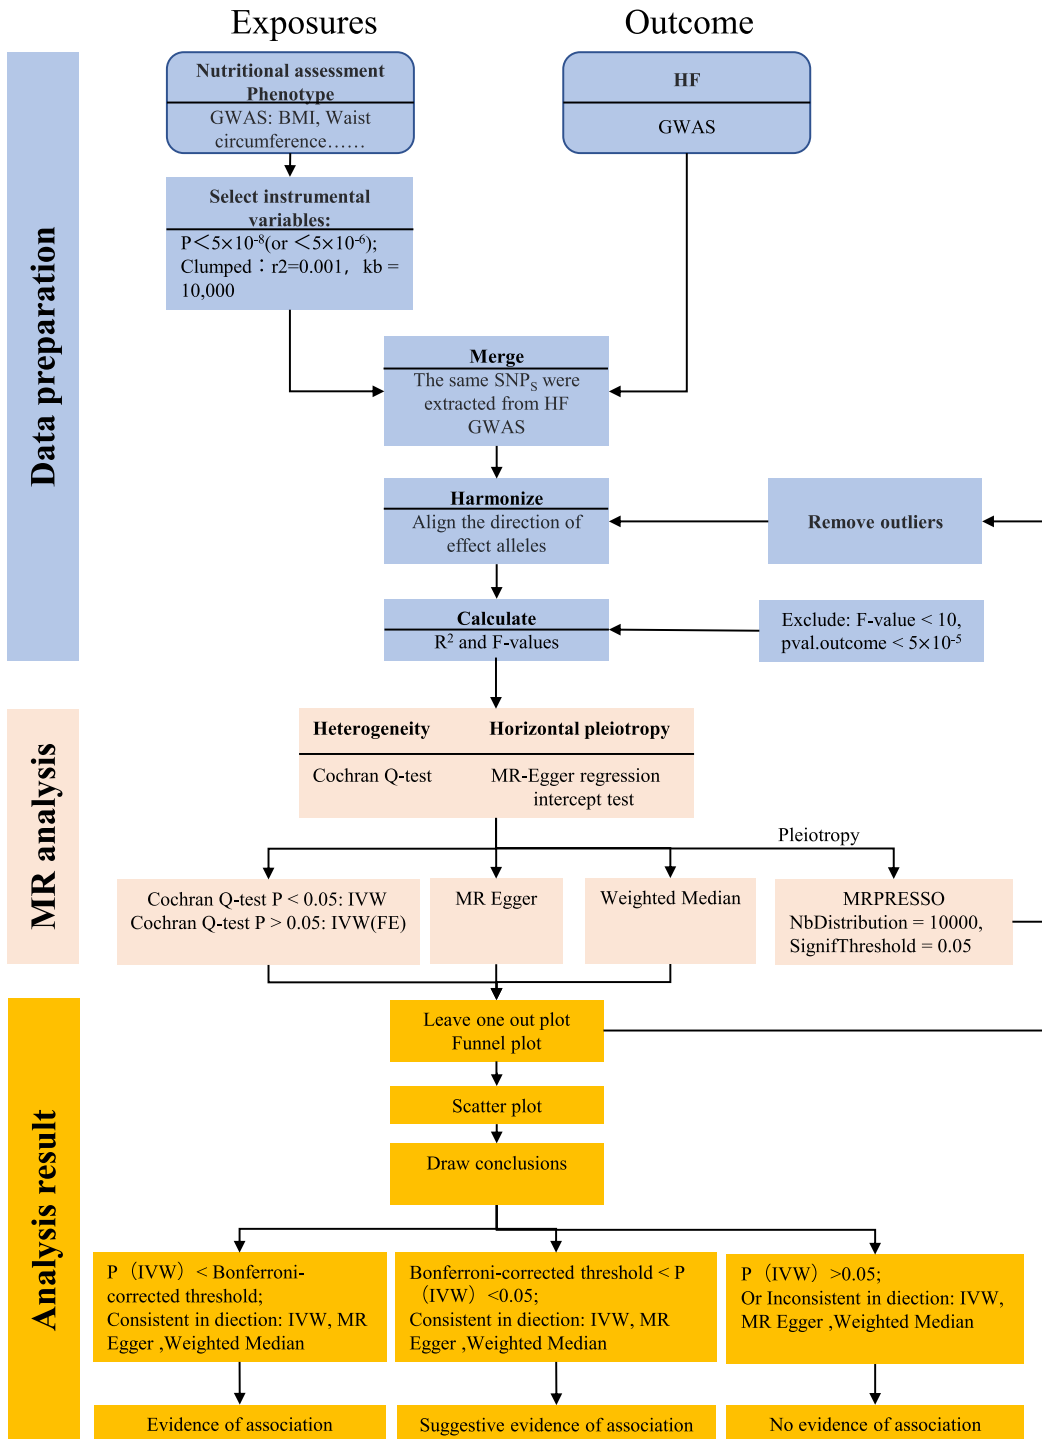 Exposures
Outcome
Data preparation
Nutritional assessment
Phenotype
GWAS: BMI, Waist
circumference……
HF
GWAS
Select instrumental
variables:
P＜5×10⁻⁸(or ＜5×10⁻⁶);
Clumped：r2=0.001， kb =
10,000
Merge
The same SNPₛ were
extracted from HF
GWAS
Harmonize
Align the direction of
effect alleles
Remove outliers
Calculate
R² and F-values
Exclude: F-value < 10,
pval.outcome < 5×10⁻⁵
MR analysis
Heterogeneity
Horizontal pleiotropy
Cochran Q-test
MR-Egger regression
intercept test
Pleiotropy
Cochran Q-test P < 0.05: IVW
Cochran Q-test P > 0.05: IVW(FE)
MR Egger
Weighted Median
MRPRESSO
NbDistribution = 10000,
SignifThreshold = 0.05
Analysis result
Leave one out plot
Funnel plot
Scatter plot
Draw conclusions
P（IVW）< Bonferroni-
corrected threshold;
Consistent in diection: IVW, MR
Egger ,Weighted Median
Bonferroni-corrected threshold < P
（IVW）<0.05;
Consistent in diection: IVW, MR
Egger ,Weighted Median
P（IVW）>0.05;
Or Inconsistent in diection: IVW,
MR Egger ,Weighted Median
Evidence of association
Suggestive evidence of association
No evidence of association